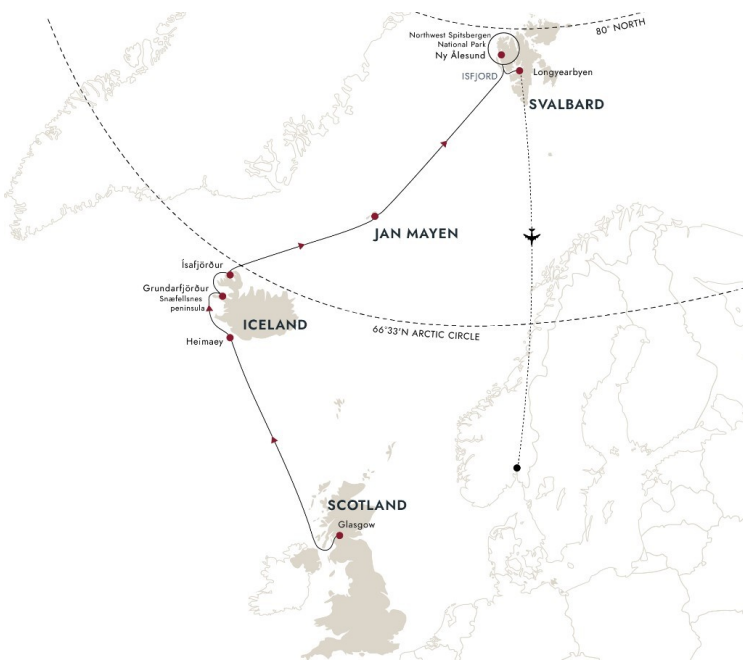 80° NORTH
Northwest Spitsbergen
National Park
Ny Ålesund
ISFJORD
Longyearbyen
SVALBARD
JAN MAYEN
Ísafjörður
Grundarfjörður
Snæfellsnes
peninsula
ICELAND
Heimaey
66°33'N ARCTIC CIRCLE
SCOTLAND
Glasgow